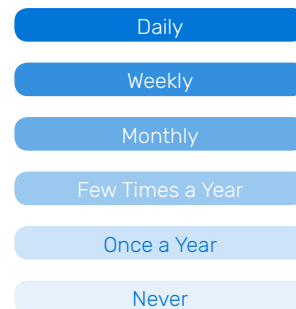 Daily
Weekly
Monthly
Few Times a Year
Once a Year
Never